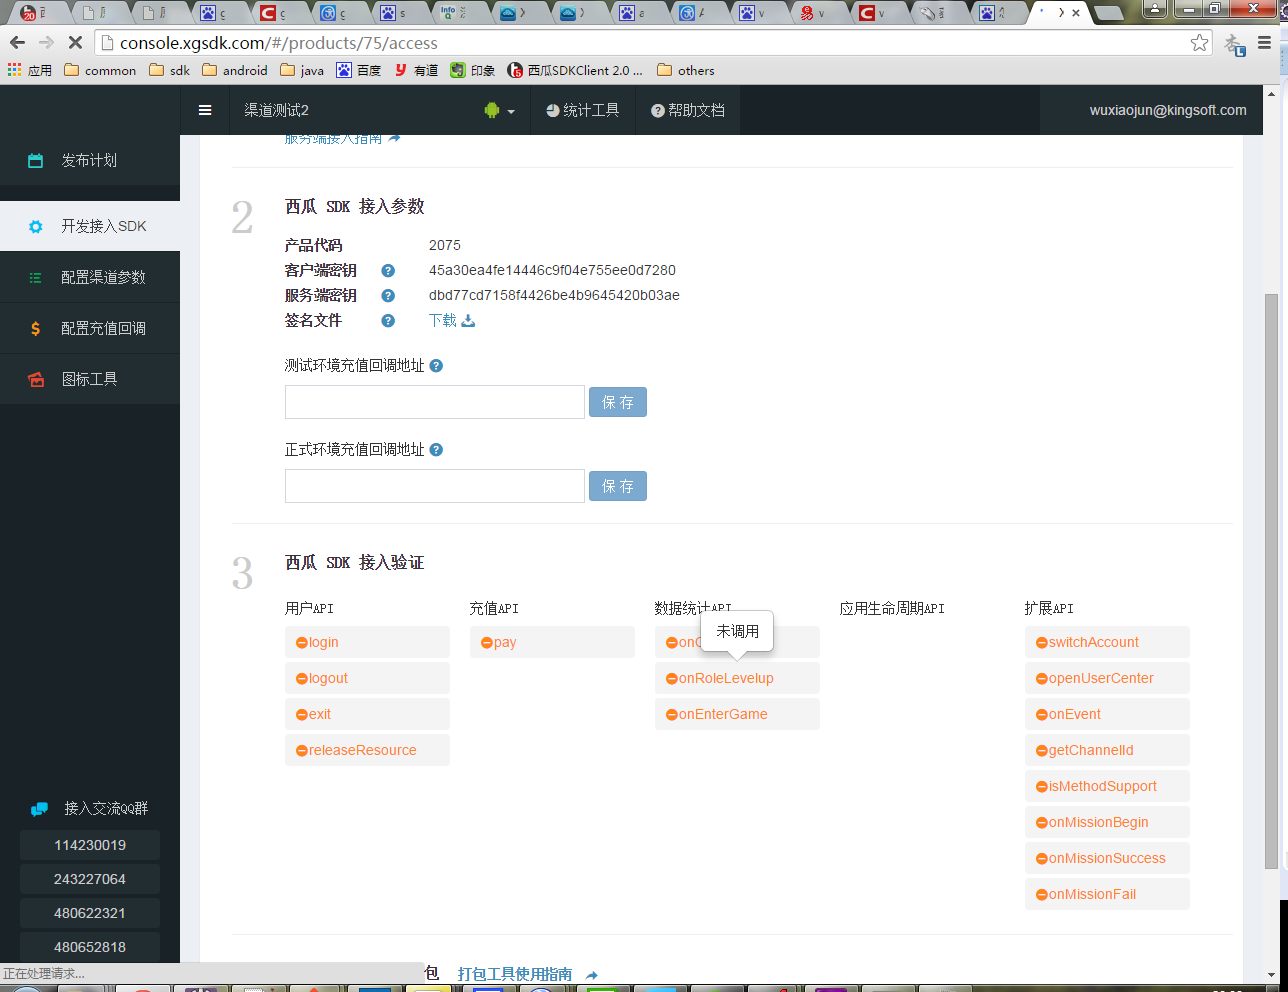 console.xgsdk.com/#/products/75/access
应用 common sdk android java 百度 有道 印象 西瓜SDKClient 2.0 ... others
渠道测试2 统计工具 帮助文档 wuxiaojun@kingsoft.com
发布计划
开发接入SDK
配置渠道参数
配置充值回调
图标工具
接入交流QQ群
114230019
243227064
480622321
480652818
正在处理请求...
服务端接入指南
2 西瓜 SDK 接入参数
产品代码 2075
客户端密钥 ? 45a30ea4fe14446c9f04e755ee0d7280
服务端密钥 ? dbd77cd7158f4426be4b9645420b03ae
签名文件 ? 下载
测试环境充值回调地址 ?
保 存
正式环境充值回调地址 ?
保 存
3 西瓜 SDK 接入验证
用户API
login
logout
exit
releaseResource
充值API
pay
数据统计API
未调用
onRoleLevelup
onEnterGame
应用生命周期API
扩展API
switchAccount
openUserCenter
onEvent
getChannelId
isMethodSupport
onMissionBegin
onMissionSuccess
onMissionFail
包 打包工具使用指南